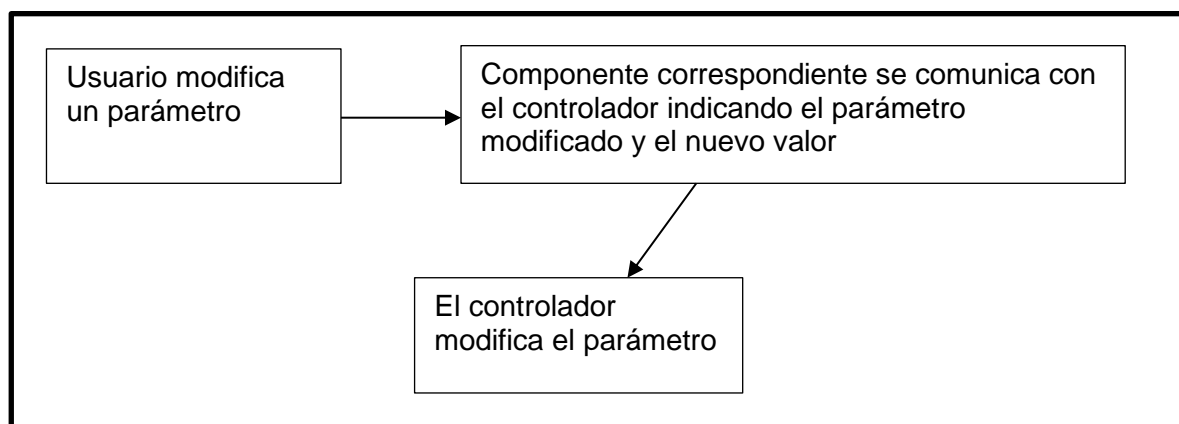 Usuario modifica
un parámetro
Componente correspondiente se comunica con
el controlador indicando el parámetro
modificado y el nuevo valor
El controlador
modifica el parámetro